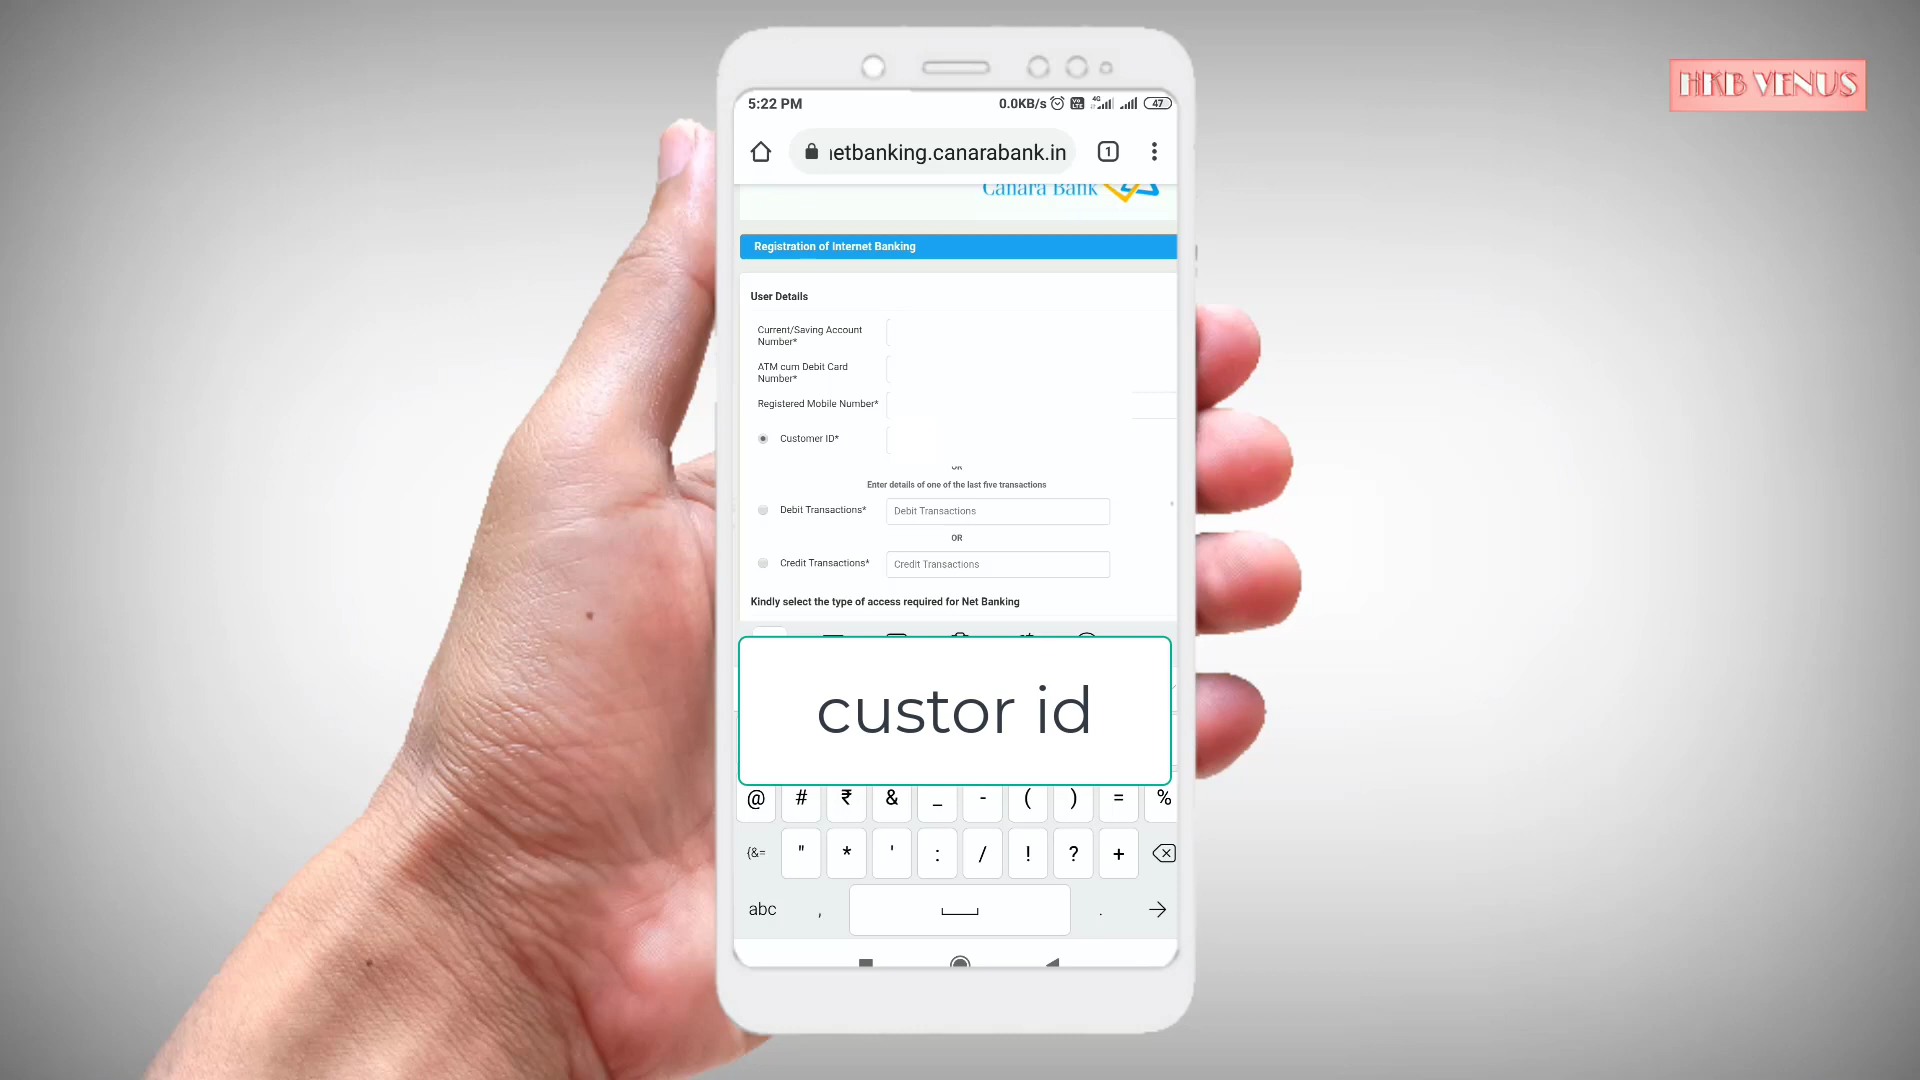 HKB VENUS
5:22 PM
0.0KB/s 4G 47
netbanking.canarabank.in
1
Canara Bank
Registration of Internet Banking
User Details
Current/Saving Account
Number*
ATM cum Debit Card
Number*
Registered Mobile Number*
Customer ID*
OR
Enter details of one of the last five transactions
Debit Transactions*
Debit Transactions
OR
Credit Transactions*
Credit Transactions
Kindly select the type of access required for Net Banking
custor id
@ # ₹ & _ - ( ) = %
{&= " * ' : / ! ? +
abc , .